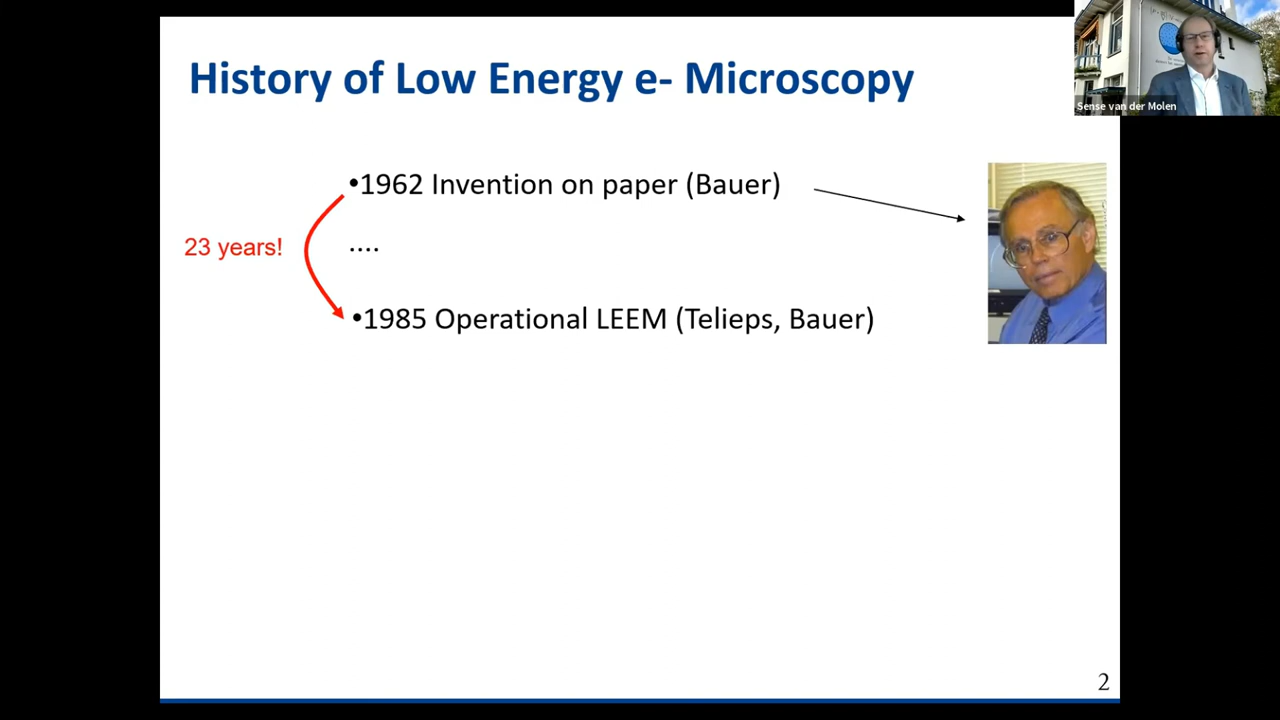 History of Low Energy e- Microscopy
Sense van der Molen
•1962 Invention on paper (Bauer)
23 years!
....
•1985 Operational LEEM (Telieps, Bauer)
2